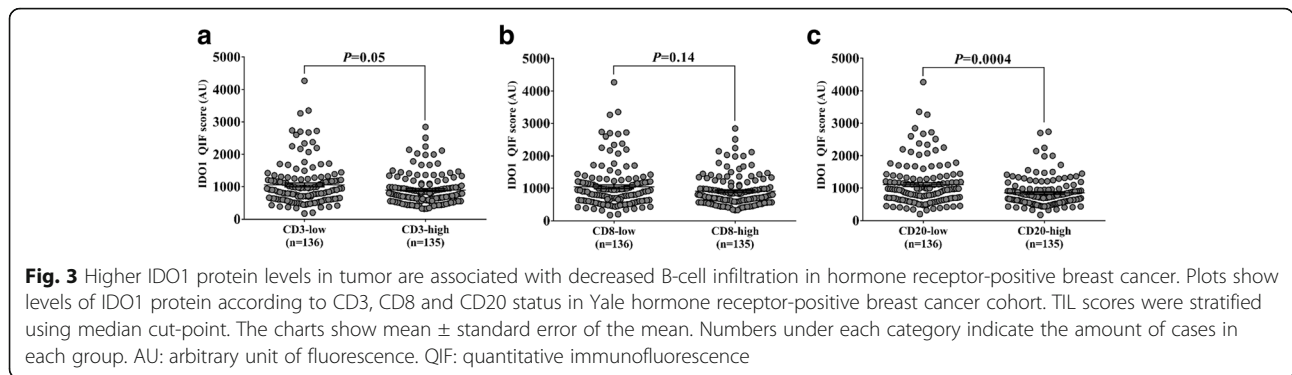 a
b
c
P=0.05
P=0.14
P=0.0004
IDO1 QIF score (AU)
5000
4000
3000
2000
1000
0
CD3-low
(n=136)
CD3-high
(n=135)
IDO1 QIF score (AU)
5000
4000
3000
2000
1000
0
CD8-low
(n=136)
CD8-high
(n=135)
IDO1 QIF score (AU)
5000
4000
3000
2000
1000
0
CD20-low
(n=136)
CD20-high
(n=135)
Fig. 3 Higher IDO1 protein levels in tumor are associated with decreased B-cell infiltration in hormone receptor-positive breast cancer. Plots show
levels of IDO1 protein according to CD3, CD8 and CD20 status in Yale hormone receptor-positive breast cancer cohort. TIL scores were stratified
using median cut-point. The charts show mean ± standard error of the mean. Numbers under each category indicate the amount of cases in
each group. AU: arbitrary unit of fluorescence. QIF: quantitative immunofluorescence